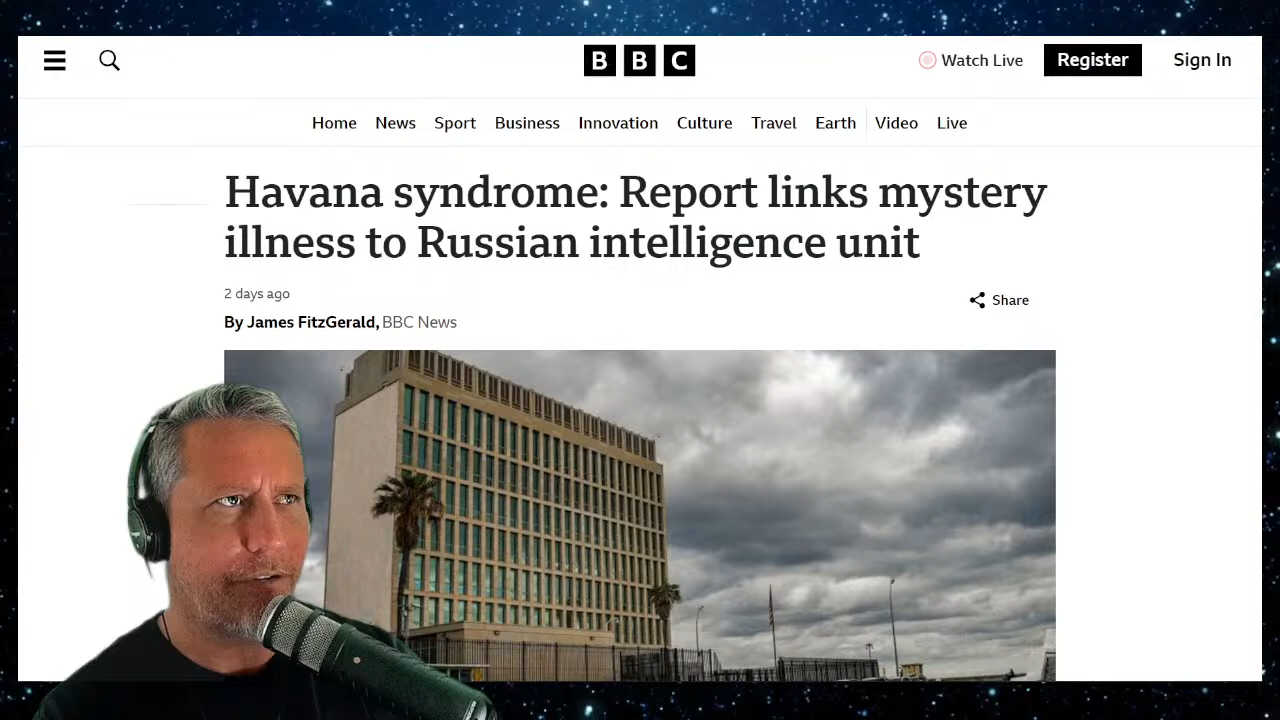 BBC
Watch Live
Register
Sign In
Home News Sport Business Innovation Culture Travel Earth Video Live
Havana syndrome: Report links mystery
illness to Russian intelligence unit
2 days ago
Share
By James FitzGerald, BBC News